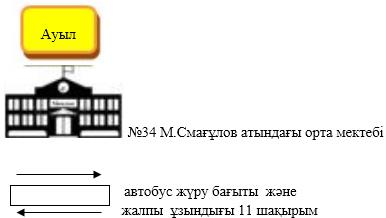 Ауыл
№34 М.Смағұлов атындағы орта мектебі
автобус жүру бағыты және
жалпы ұзындығы 11 шақырым